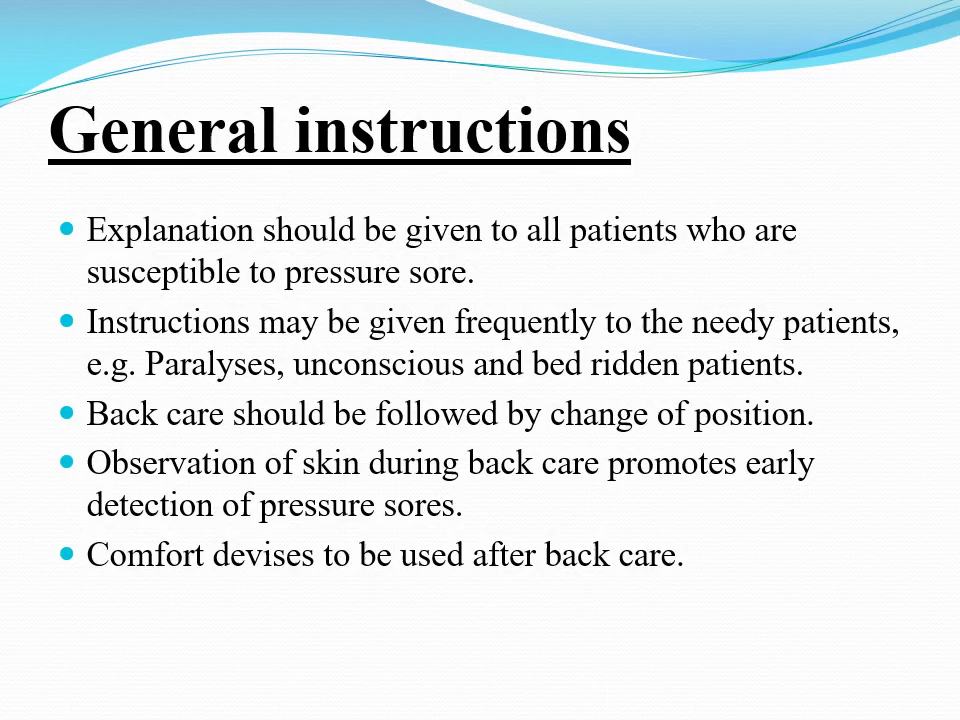 General instructions
Explanation should be given to all patients who are
susceptible to pressure sore.
Instructions may be given frequently to the needy patients,
e.g. Paralyses, unconscious and bed ridden patients.
Back care should be followed by change of position.
Observation of skin during back care promotes early
detection of pressure sores.
Comfort devises to be used after back care.